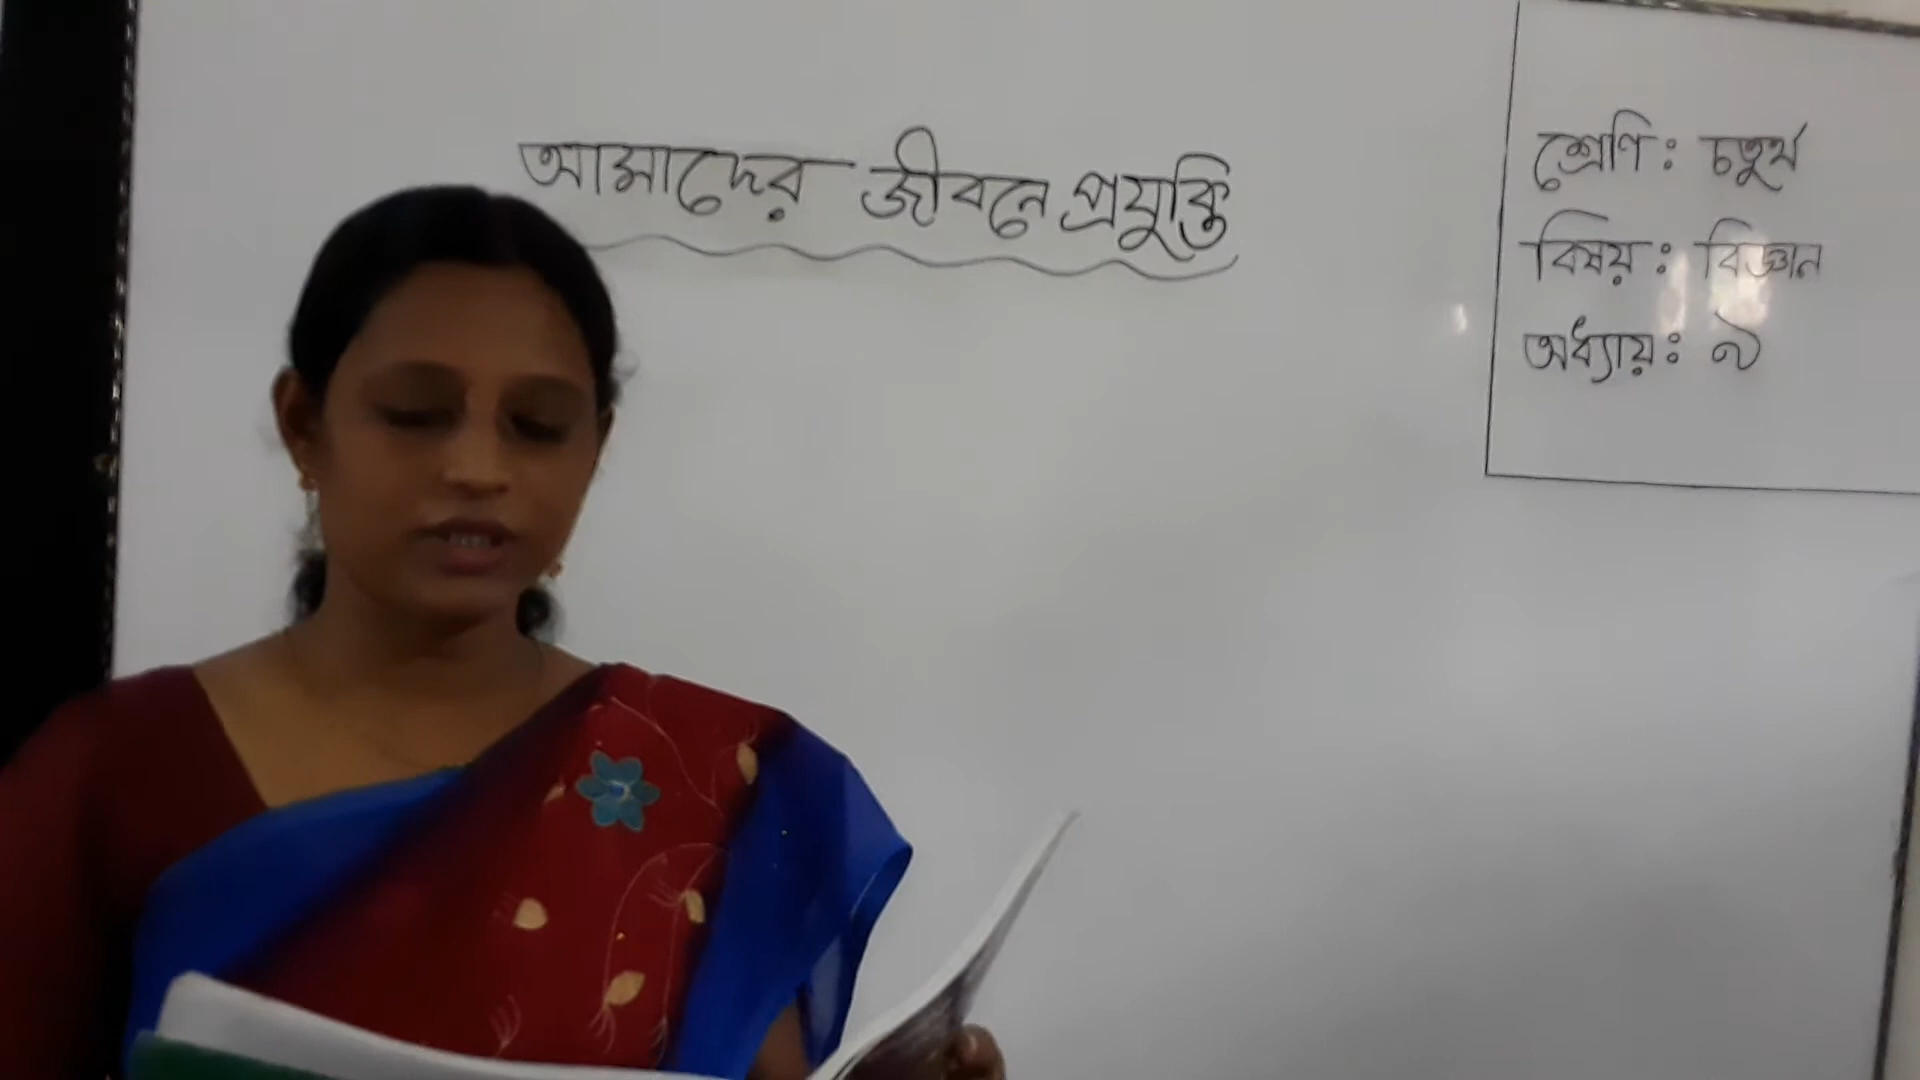 আমাদের জীবনে প্রযুক্তি
শ্রেণি: চতুর্থ
বিষয়: বিজ্ঞান
অধ্যায়: ৯